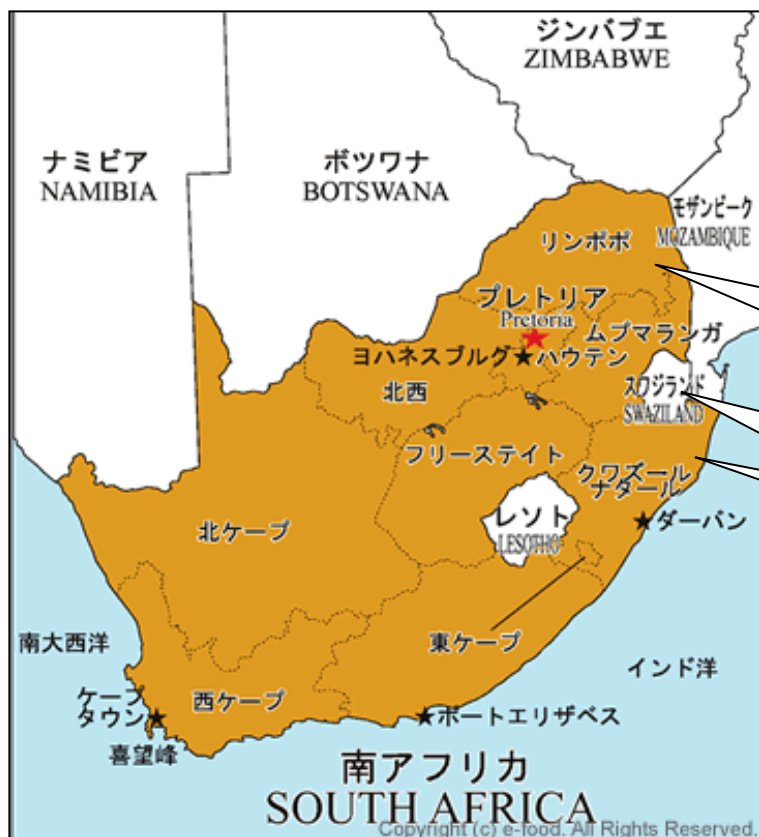 ジンバブエ
ZIMBABWE
ナミビア
NAMIBIA
ボツワナ
BOTSWANA
モザンビーク
MOZAMBIQUE
リンポポ
プレトリア
Pretoria
ムプマランガ
ヨハネスブルグ
ハウテン
北西
スワジランド
SWAZILAND
フリーステイト
クワズール
ナタール
レソト
LESOTHO
ダーバン
北ケープ
東ケープ
南大西洋
インド洋
ケープ
タウン
西ケープ
ポートエリザベス
喜望峰
南アフリカ
SOUTH AFRICA
Copyright (c) e-food. All Rights Reserved.